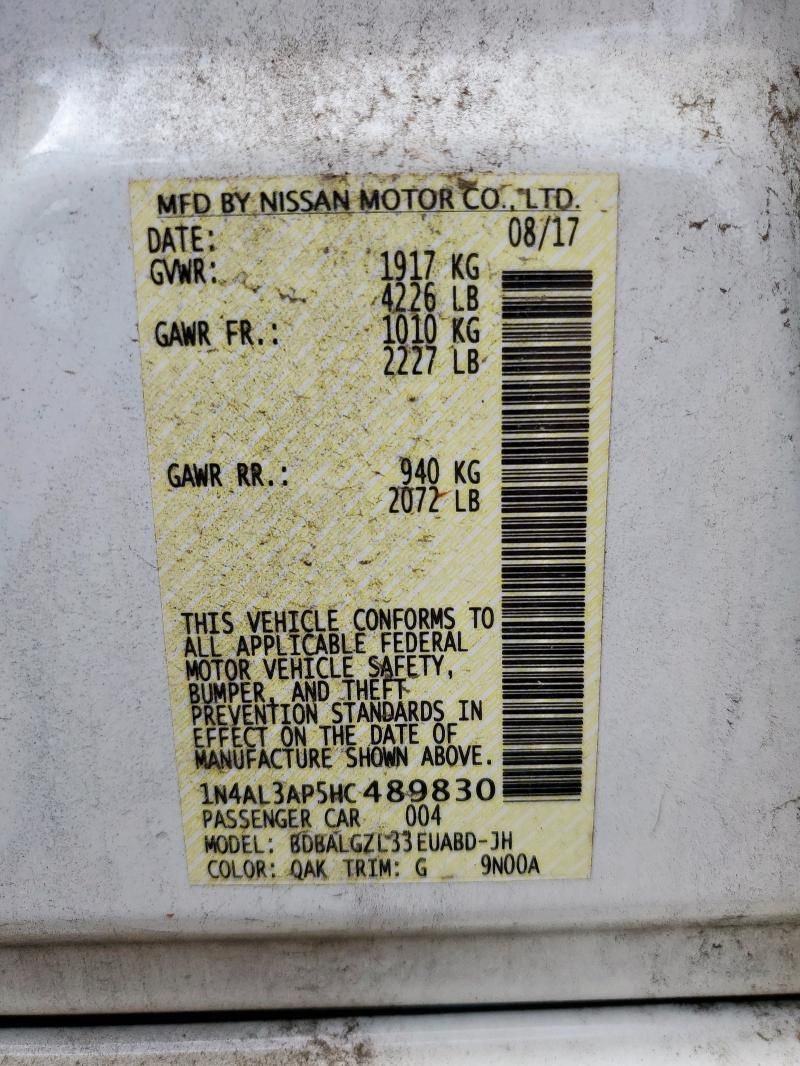 MFD BY NISSAN MOTOR CO., LTD.
DATE: 08/17
GVWR: 1917 KG
4226 LB
GAWR FR.: 1010 KG
2227 LB
GAWR RR.: 940 KG
2072 LB
THIS VEHICLE CONFORMS TO
ALL APPLICABLE FEDERAL
MOTOR VEHICLE SAFETY,
BUMPER, AND THEFT
PREVENTION STANDARDS IN
EFFECT ON THE DATE OF
MANUFACTURE SHOWN ABOVE.
1N4AL3AP5HC489830
PASSENGER CAR 004
MODEL: BDBALGZL33EUABD-JH
COLOR: QAK TRIM: G 9N00A